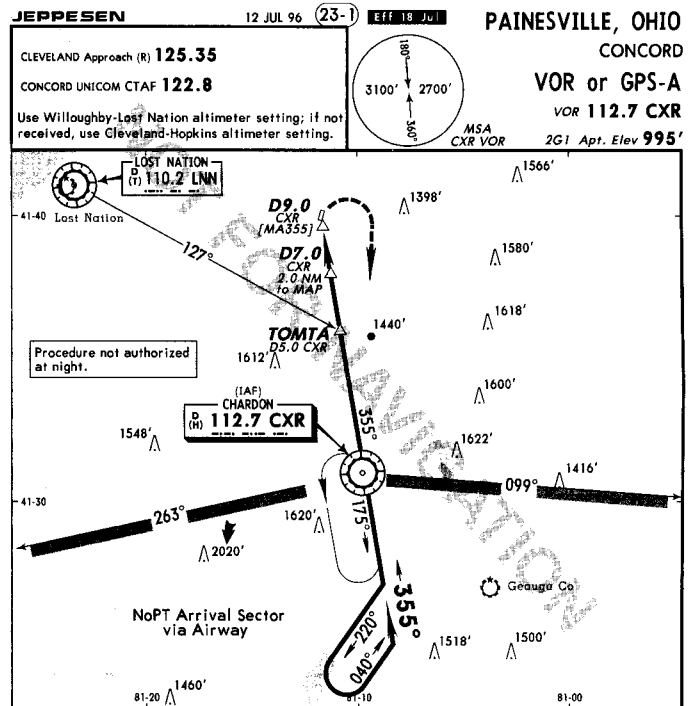 JEPPESEN 12 JUL 96 (23-1) Eff 18 Jul
PAINESVILLE, OHIO
CONCORD
VOR or GPS-A
VOR 112.7 CXR
2G1 Apt. Elev 995'
CLEVELAND Approach (R) 125.35
CONCORD UNICOM CTAF 122.8
Use Willoughby-Lost Nation altimeter setting; if not
received, use Cleveland-Hopkins altimeter setting.
180°
3100' 2700'
360°
MSA
CXR VOR
LOST NATION
D
(T) 110.2 LNN
Lost Nation
41-40
127°
D9.0
CXR
[MA355]
D7.0
CXR
2.0 NM
to MAP
TOMTA
D5.0 CXR
1566'
1398'
1580'
1618'
1440'
1612'
1600'
Procedure not authorized
at night.
(IAF)
CHARDON
D
(H) 112.7 CXR
355°
1548'
1622'
1416'
099°
41-30
263°
175°
1620'
2020'
NOT FOR NAVIGATION
Geauga Co
NoPT Arrival Sector
via Airway
355°
220°
040°
1518'
1500'
1460'
81-20
81-10
81-00